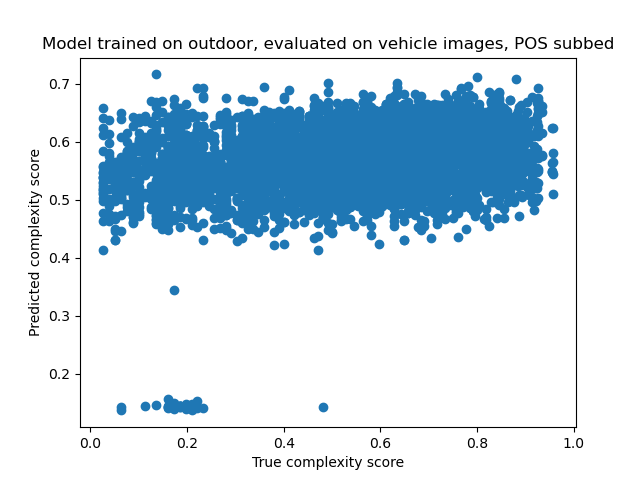 Model trained on outdoor, evaluated on vehicle images, POS subbed
Predicted complexity score
0.7
0.6
0.5
0.4
0.3
0.2
0.0 0.2 0.4 0.6 0.8 1.0
True complexity score